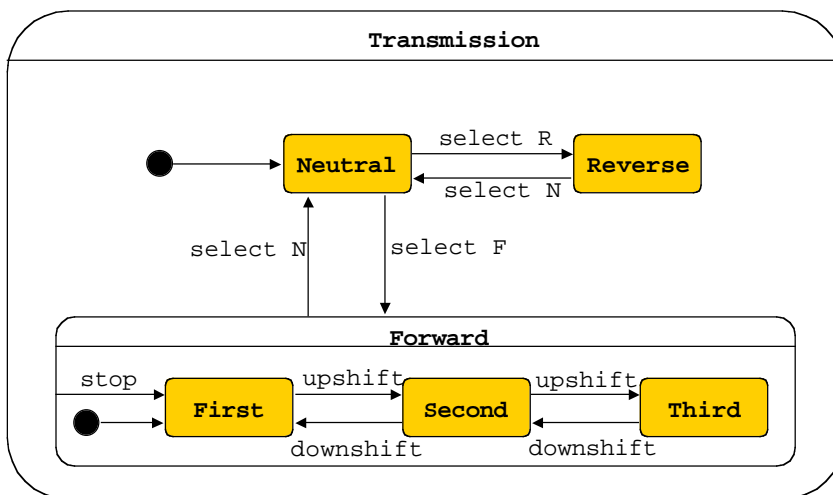 Transmission
select R
Neutral
Reverse
select N
select N
select F
Forward
stop
upshift
upshift
First
Second
Third
downshift
downshift